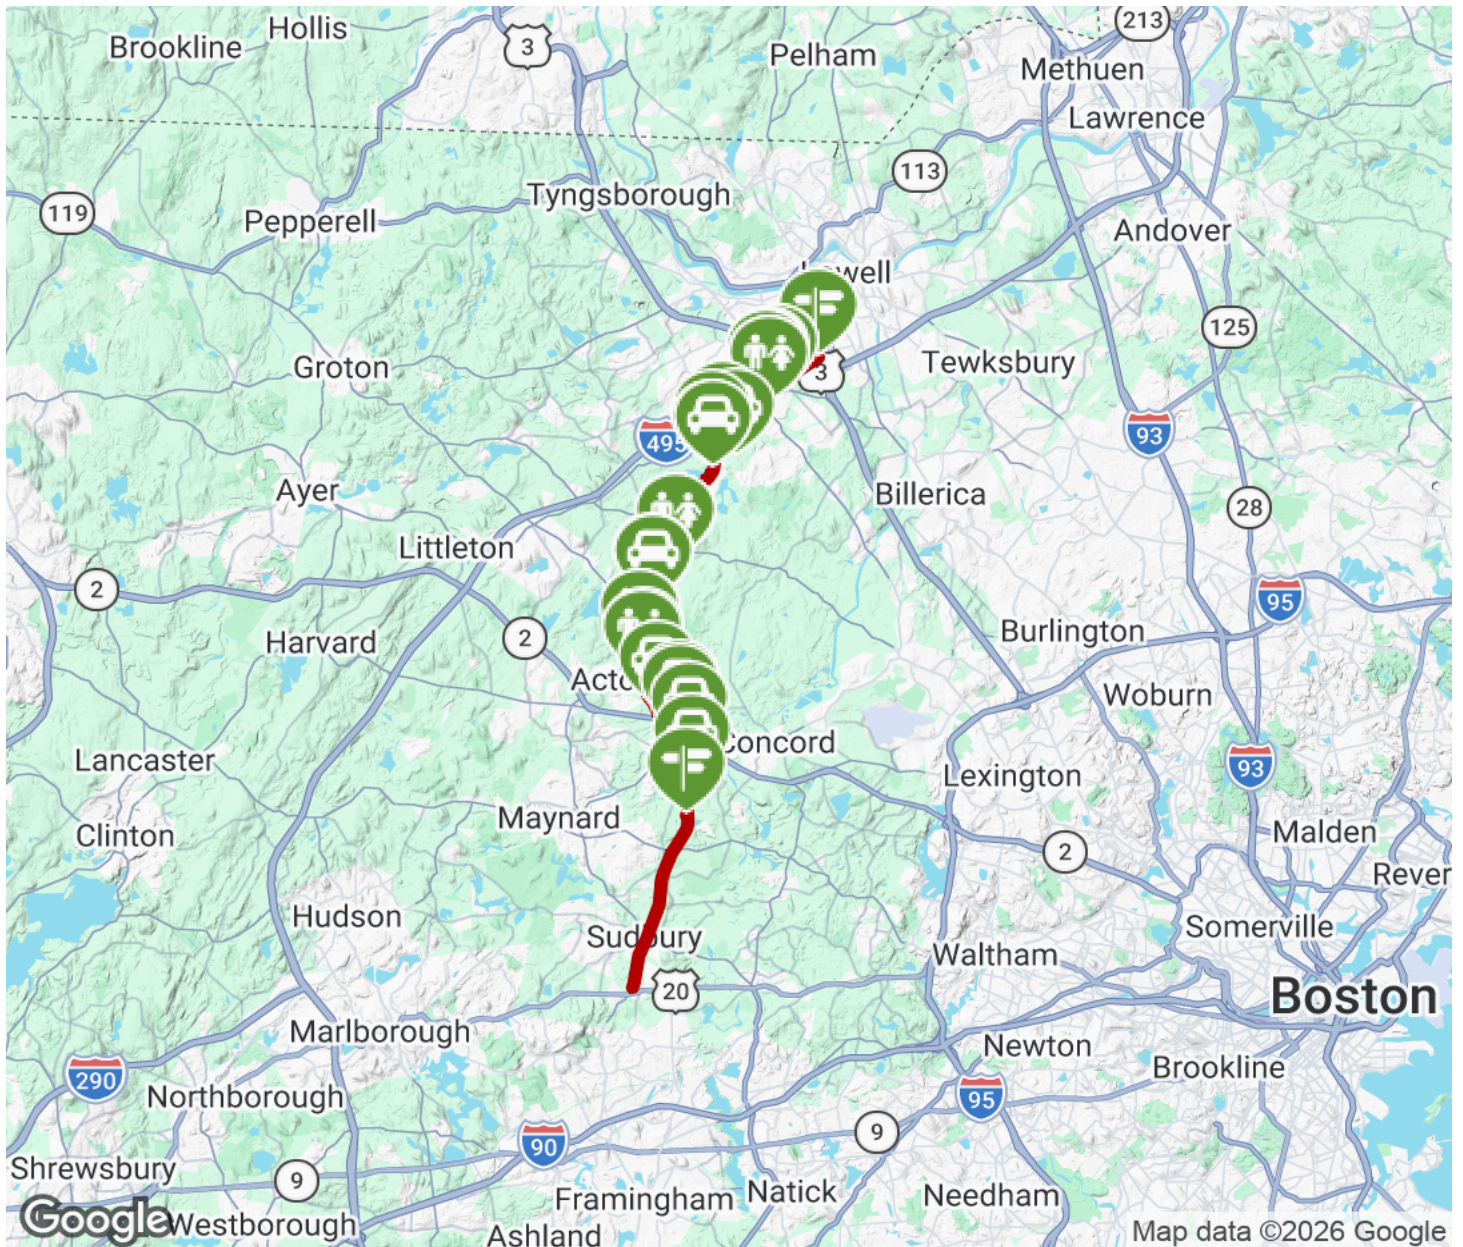 Hollis
Brookline
3
Pelham
213
Methuen
Lawrence
113
Tyngsborough
119
Pepperell
Andover
Lowell
125
Groton
3
Tewksbury
495
93
Ayer
Billerica
28
Littleton
2
95
2
Harvard
Burlington
Acto
Woburn
Concord
Lancaster
Lexington
93
Maynard
Clinton
Malden
2
Rever
Hudson
Sudbury
Somerville
Waltham
20
Boston
Marlborough
Newton
290
Brookline
Northborough
95
9
90
Shrewsbury
9
Framingham
Natick
Needham
Google
Westborough
Ashland
Map data ©2026 Google